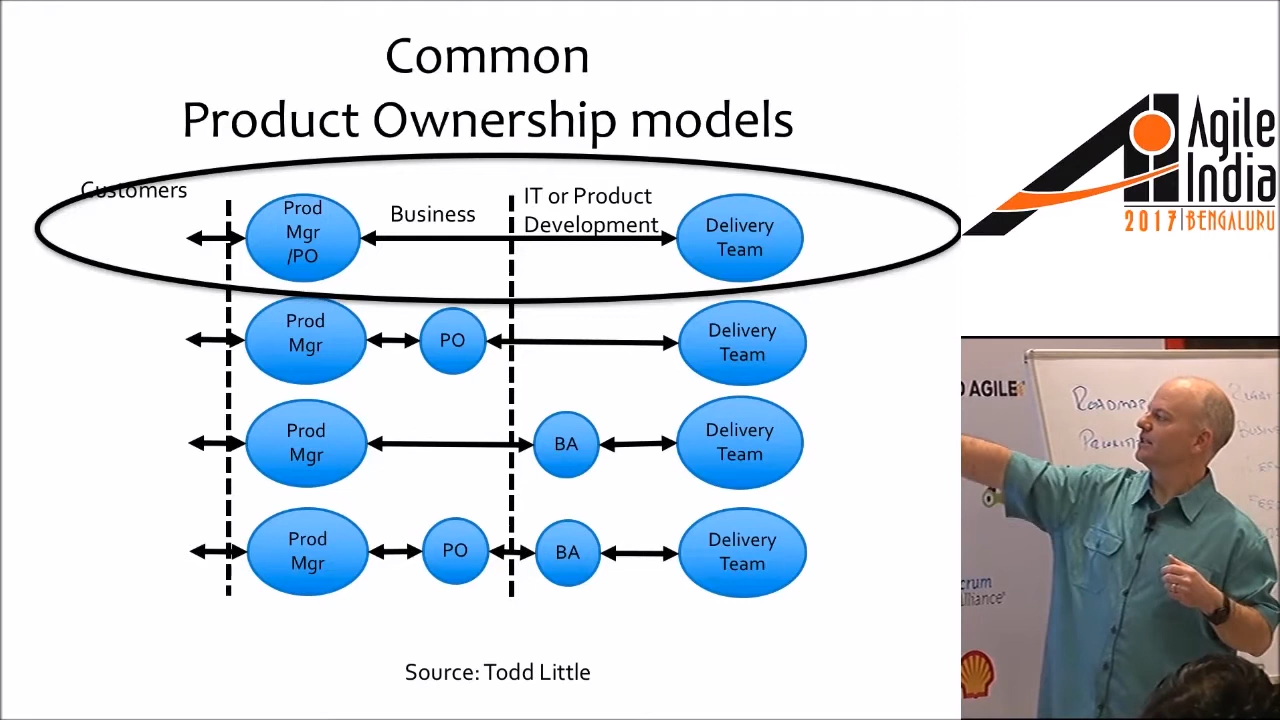 Common
Product Ownership models
Customers
Prod
Mgr
/PO
Business
IT or Product
Development
Delivery
Team
Prod
Mgr
PO
Delivery
Team
Prod
Mgr
BA
Delivery
Team
Prod
Mgr
PO
BA
Delivery
Team
Source: Todd Little
Agile
India
2017 | BENGALURU
AGILE
ROADMAP